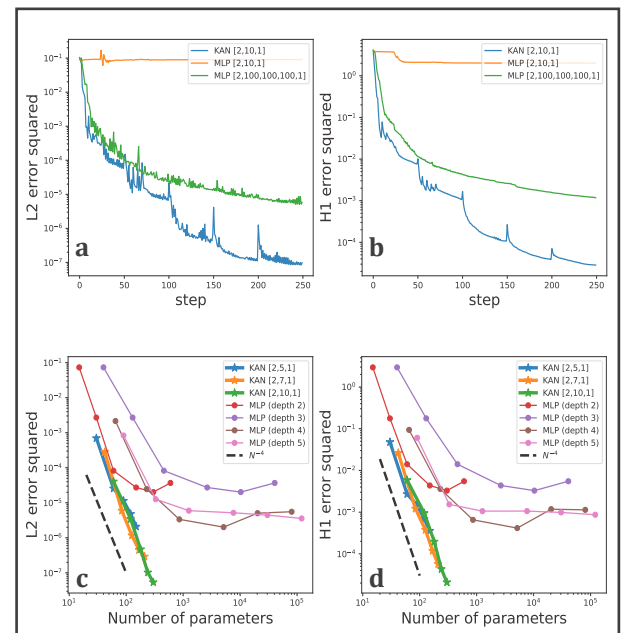 KAN [2,10,1]
MLP [2,10,1]
MLP [2,100,100,100,1]
10⁻¹
10⁻²
10⁻³
10⁻⁴
10⁻⁵
10⁻⁶
10⁻⁷
L2 error squared
a
0 50 100 150 200 250
step
KAN [2,10,1]
MLP [2,10,1]
MLP [2,100,100,100,1]
10⁰
10⁻¹
10⁻²
10⁻³
10⁻⁴
H1 error squared
b
0 50 100 150 200 250
step
KAN [2,5,1]
KAN [2,7,1]
KAN [2,10,1]
MLP (depth 2)
MLP (depth 3)
MLP (depth 4)
MLP (depth 5)
N⁻⁴
10⁻¹
10⁻²
10⁻³
10⁻⁴
10⁻⁵
10⁻⁶
10⁻⁷
L2 error squared
c
10¹ 10² 10³ 10⁴ 10⁵
Number of parameters
KAN [2,5,1]
KAN [2,7,1]
KAN [2,10,1]
MLP (depth 2)
MLP (depth 3)
MLP (depth 4)
MLP (depth 5)
N⁻⁴
10⁰
10⁻¹
10⁻²
10⁻³
10⁻⁴
H1 error squared
d
10¹ 10² 10³ 10⁴ 10⁵
Number of parameters